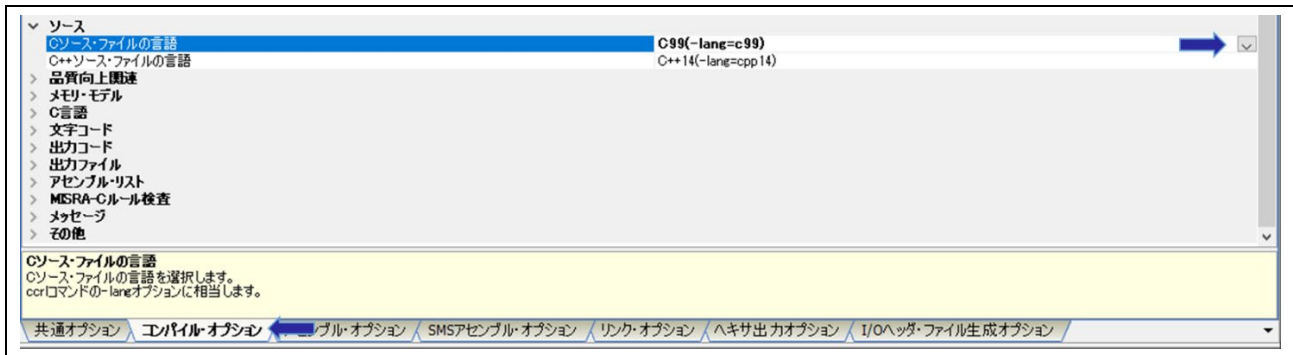 ソース
Cソース・ファイルの言語 C99(-lang=c99)
C++ソース・ファイルの言語 C++14(-lang=cpp14)
品質向上関連
メモリ・モデル
C言語
文字コード
出力コード
出力ファイル
アセンブル・リスト
MISRA-Cルール検査
メッセージ
その他
Cソース・ファイルの言語
Cソース・ファイルの言語を選択します。
ccrlコマンドの-langオプションに相当します。
共通オプション コンパイル・オプション ンブル・オプション SMSアセンブル・オプション リンク・オプション ヘキサ出力オプション I/Oヘッダ・ファイル生成オプション